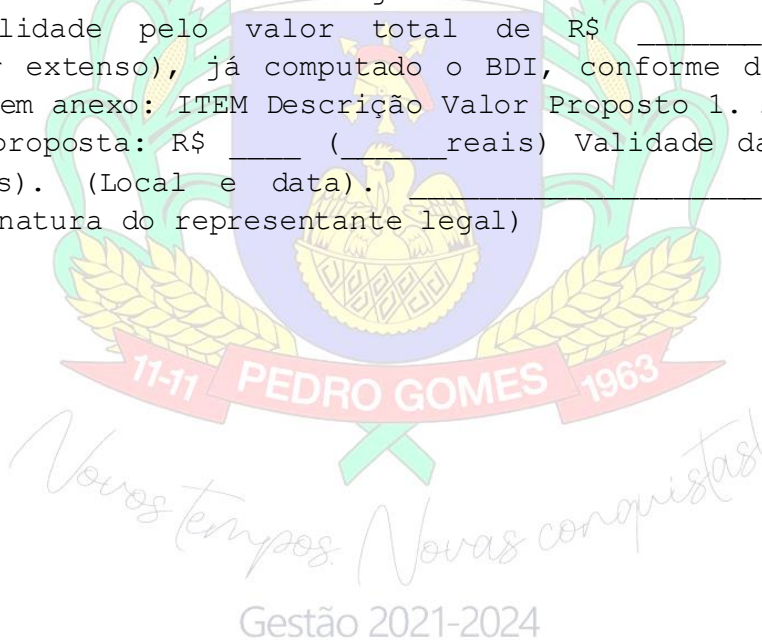 lidade pelo valor total de R$ _______
extenso), já computado o BDI, conforme d
em anexo: ITEM Descrição Valor Proposto 1.
proposta: R$ ____ (______reais) Validade da
s). (Local e data). ____________________
natura do representante legal)
11-11 PEDRO GOMES 1963
Novos tempos. Novas conquistas!
Gestão 2021-2024